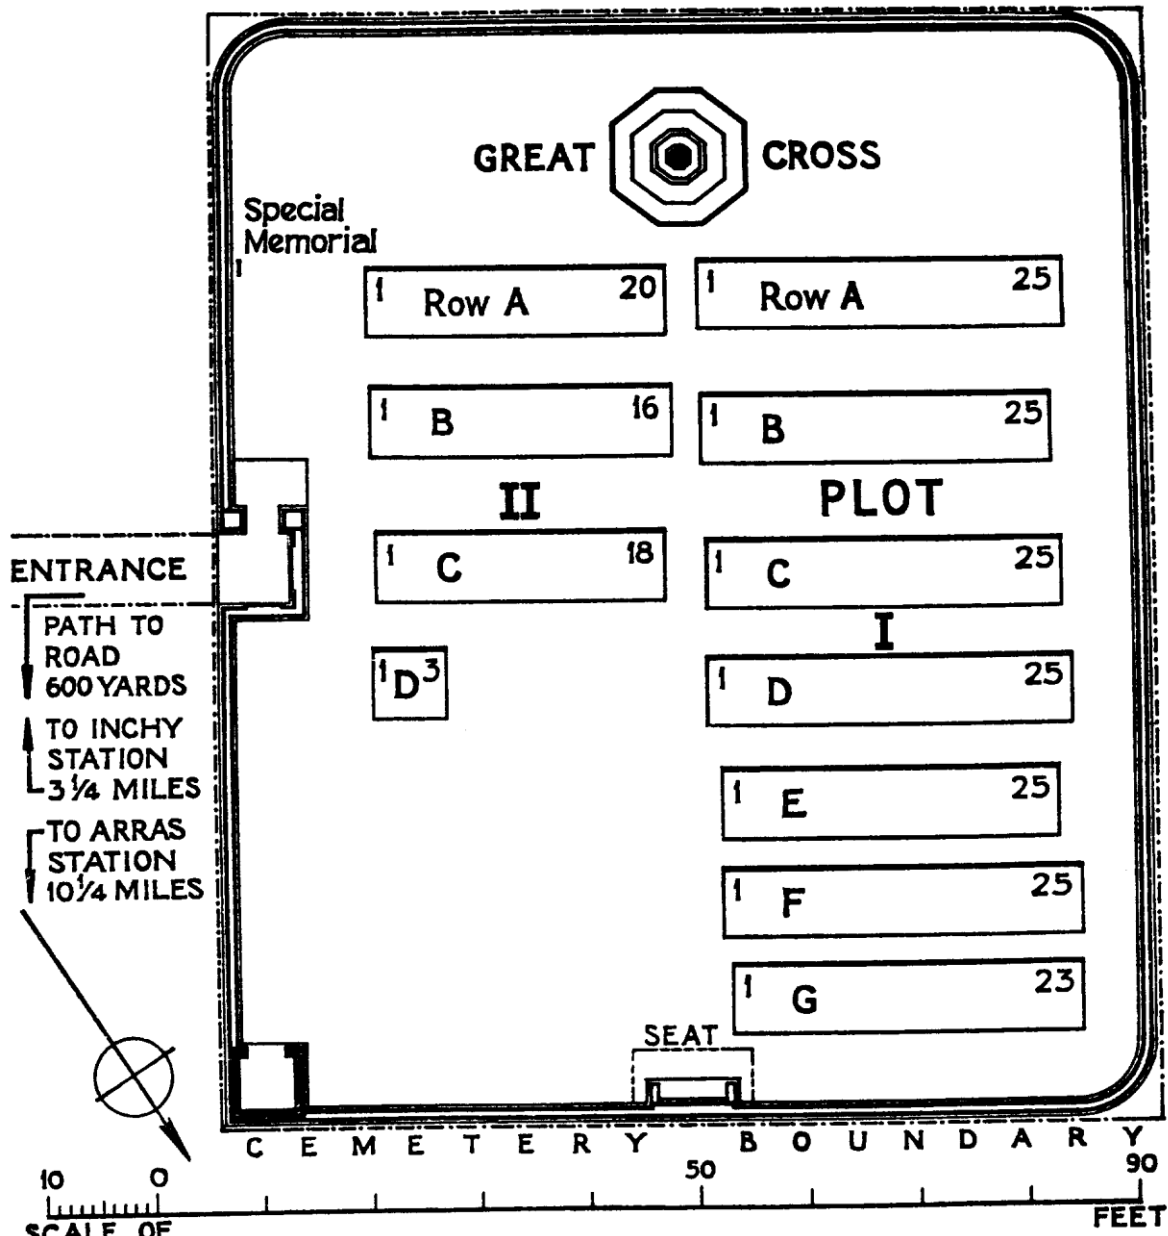 GREAT CROSS
Special
Memorial
1
1 Row A 20
1 Row A 25
1 B 16
1 B 25
II
PLOT
1 C 18
1 C 25
I
1 D 3
1 D 25
1 E 25
1 F 25
1 G 23
ENTRANCE
PATH TO
ROAD
600 YARDS
TO INCHY
STATION
3 1/4 MILES
TO ARRAS
STATION
10 1/4 MILES
SEAT
CEMETERY BOUNDARY
10 0 50 90
SCALE OF FEET